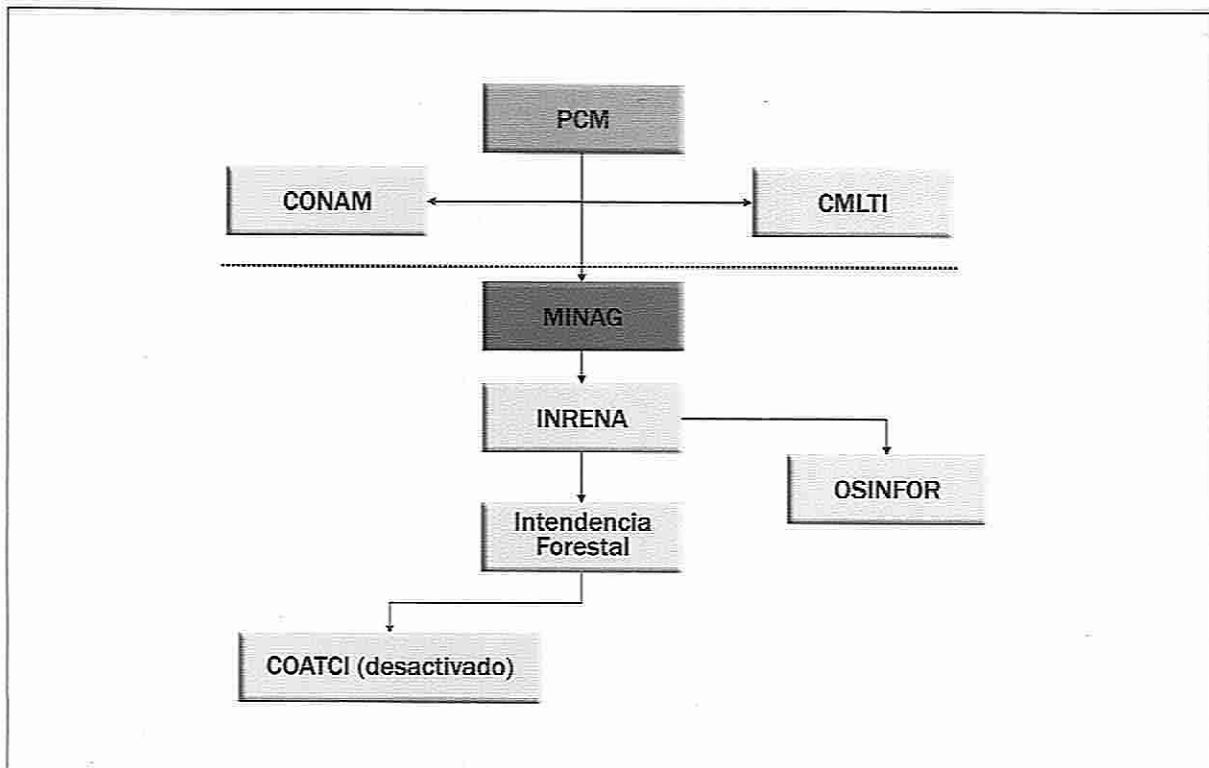 PCM
CONAM
CMLTI
MINAG
INRENA
OSINFOR
Intendencia
Forestal
COATCI (desactivado)